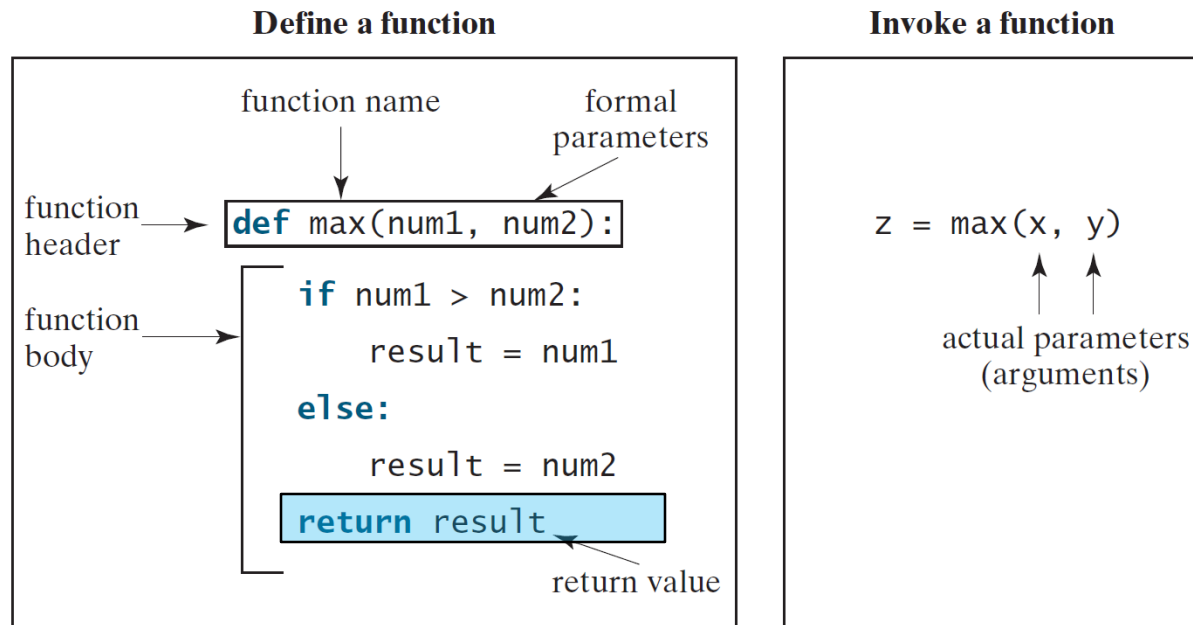 Define a function
function name
formal
parameters
function
header
def max(num1, num2):
function
body
if num1 > num2:
result = num1
else:
result = num2
return result
return value
Invoke a function
z = max(x, y)
actual parameters
(arguments)